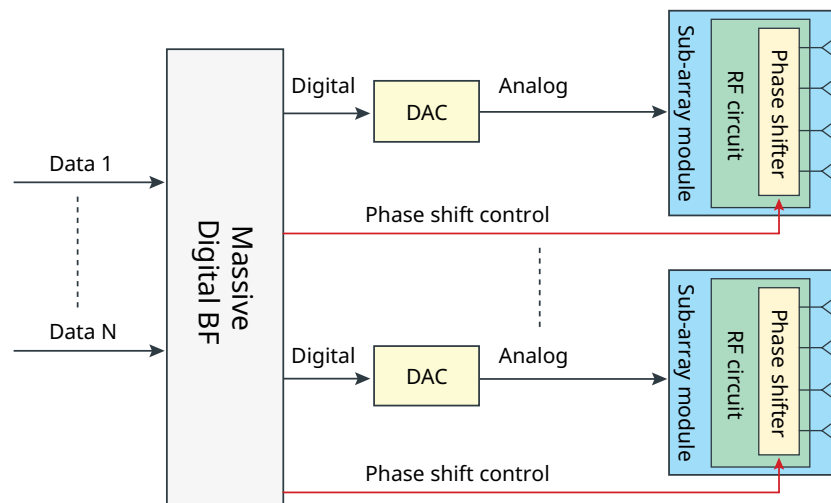 Digital
DAC
Analog
Sub-array module
RF circuit
Phase shifter
Data 1
Phase shift control
Massive
Digital BF
Data N
Digital
DAC
Analog
Sub-array module
RF circuit
Phase shifter
Phase shift control